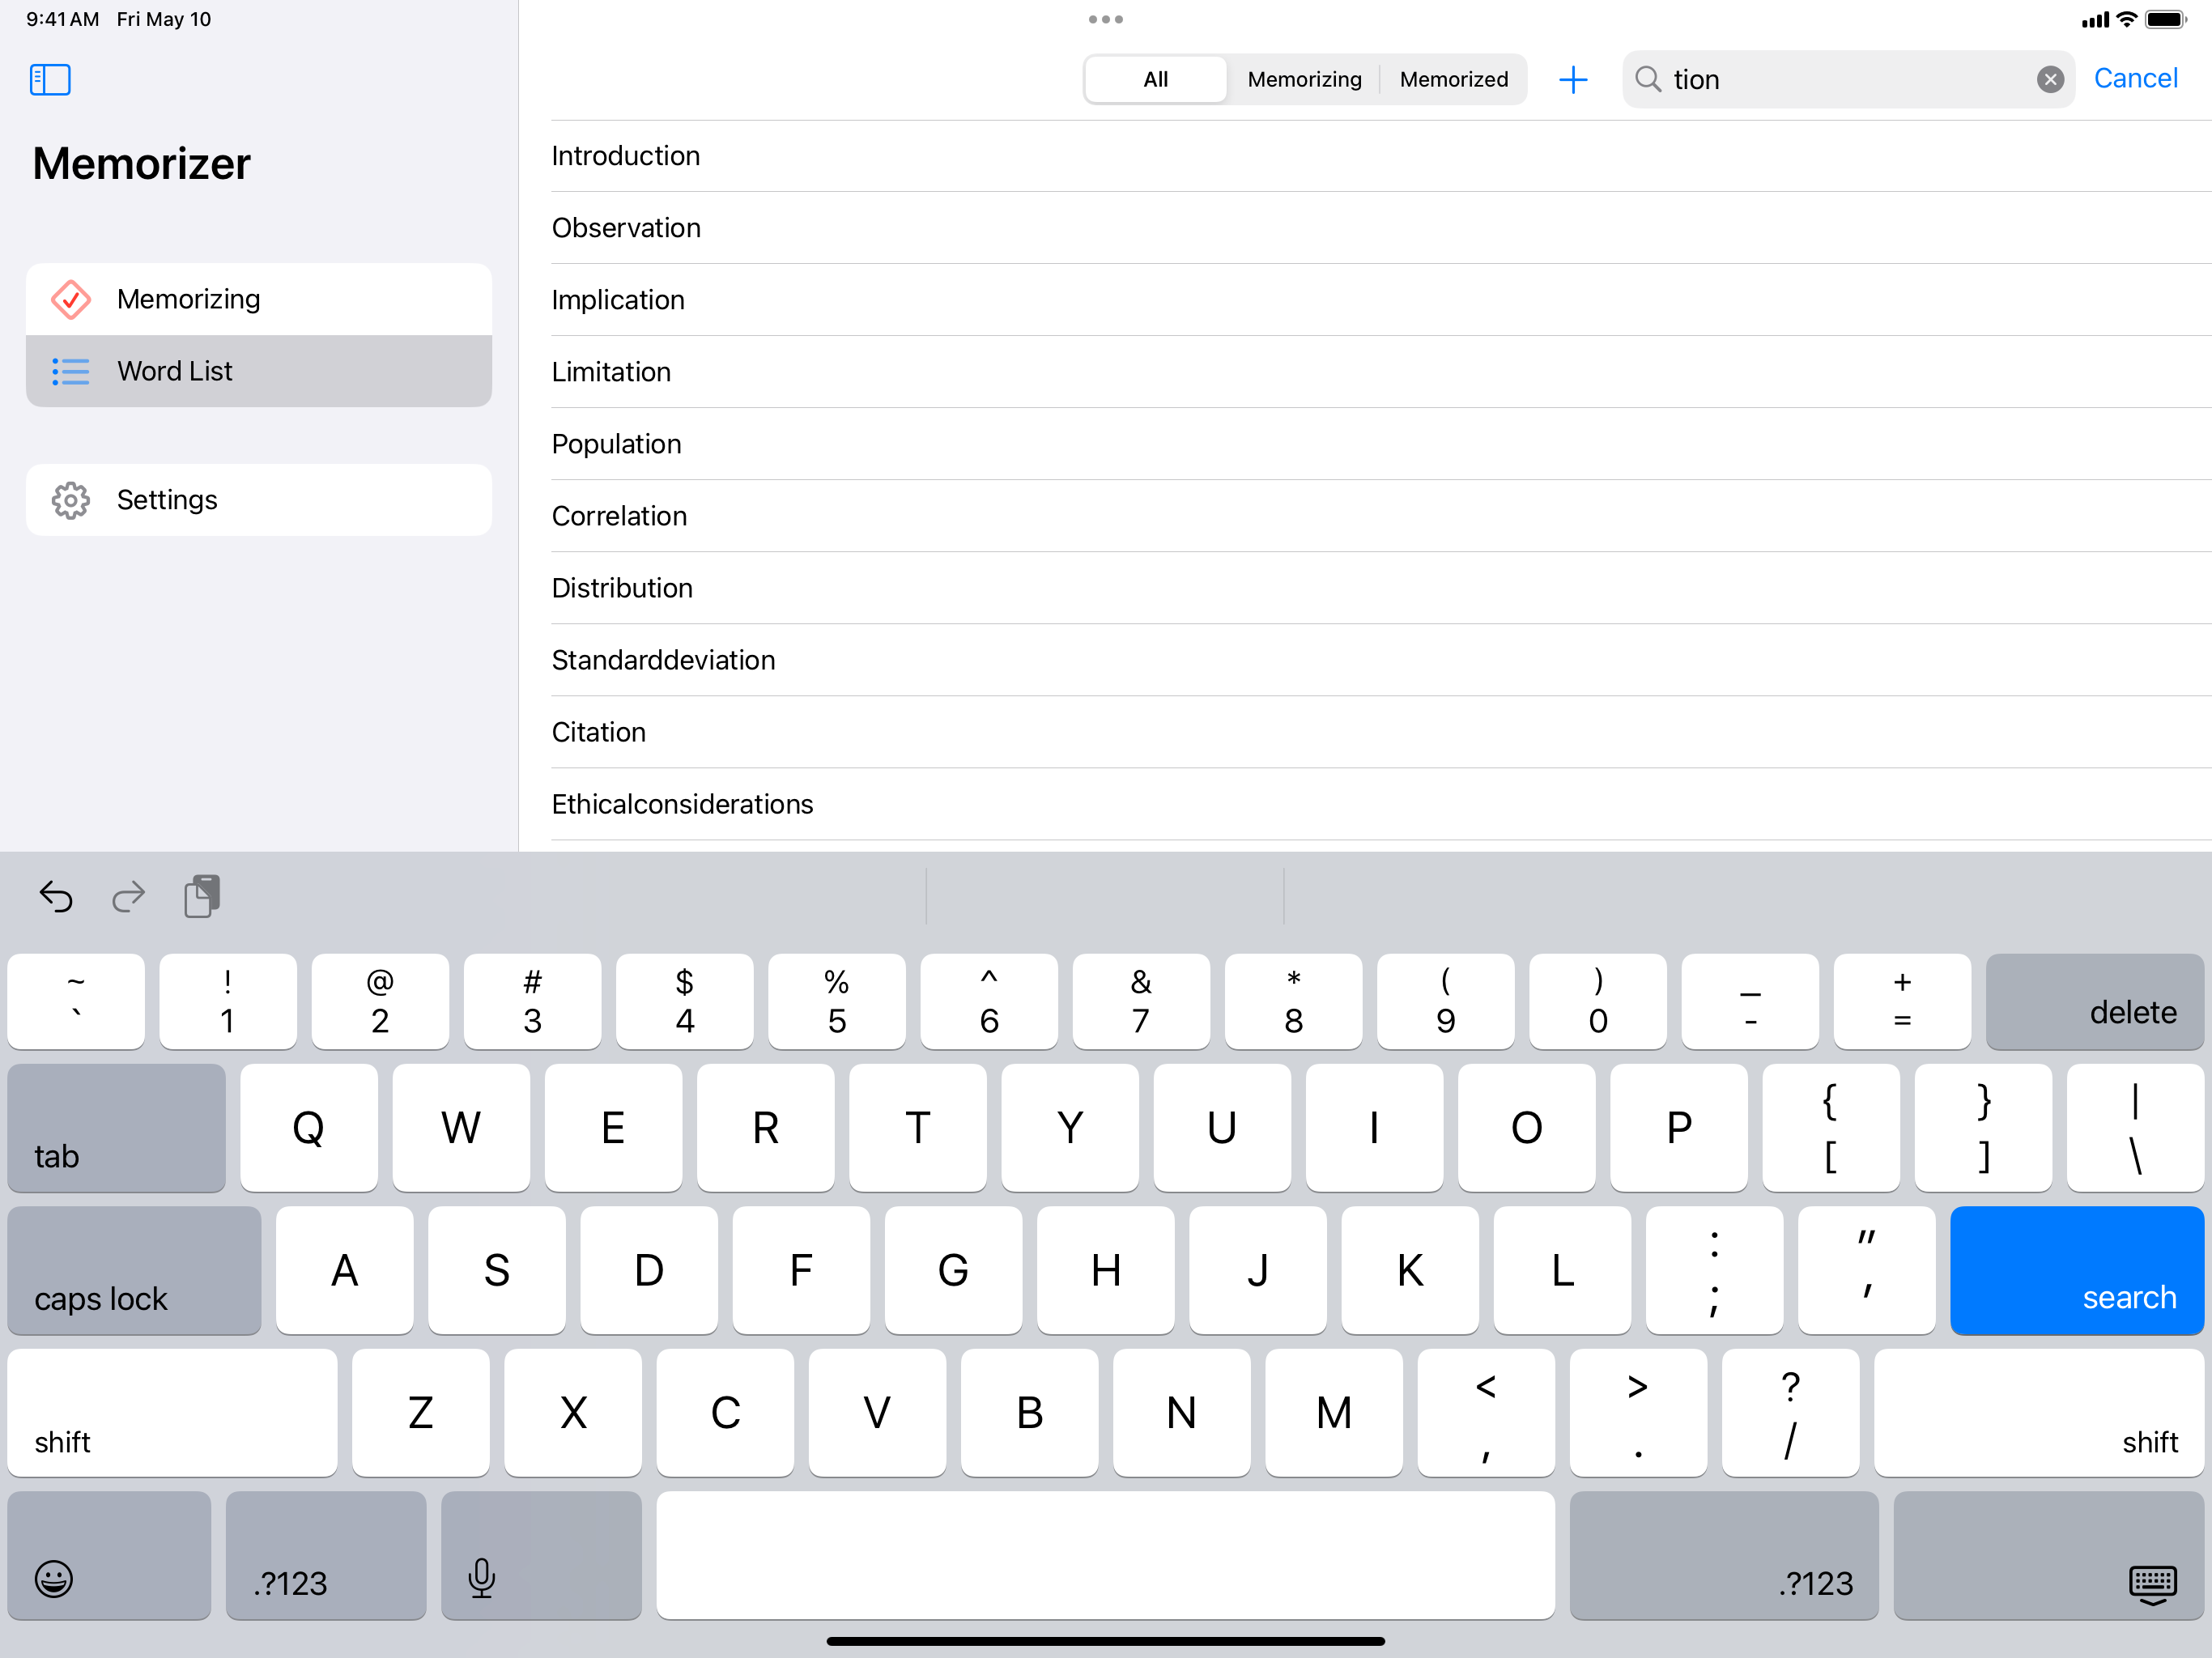 9:41 AM Fri May 10
All Memorizing Memorized + tion Cancel
Memorizer
Memorizing
Word List
Settings
Introduction
Observation
Implication
Limitation
Population
Correlation
Distribution
Standarddeviation
Citation
Ethicalconsiderations
~ ! @ # $ % ^ & * ( ) _ +
` 1 2 3 4 5 6 7 8 9 0 - = delete
tab Q W E R T Y U I O P { [ } ] | \
caps lock A S D F G H J K L : ; " ' search
shift Z X C V B N M < , > . ? / shift
.?123 .?123